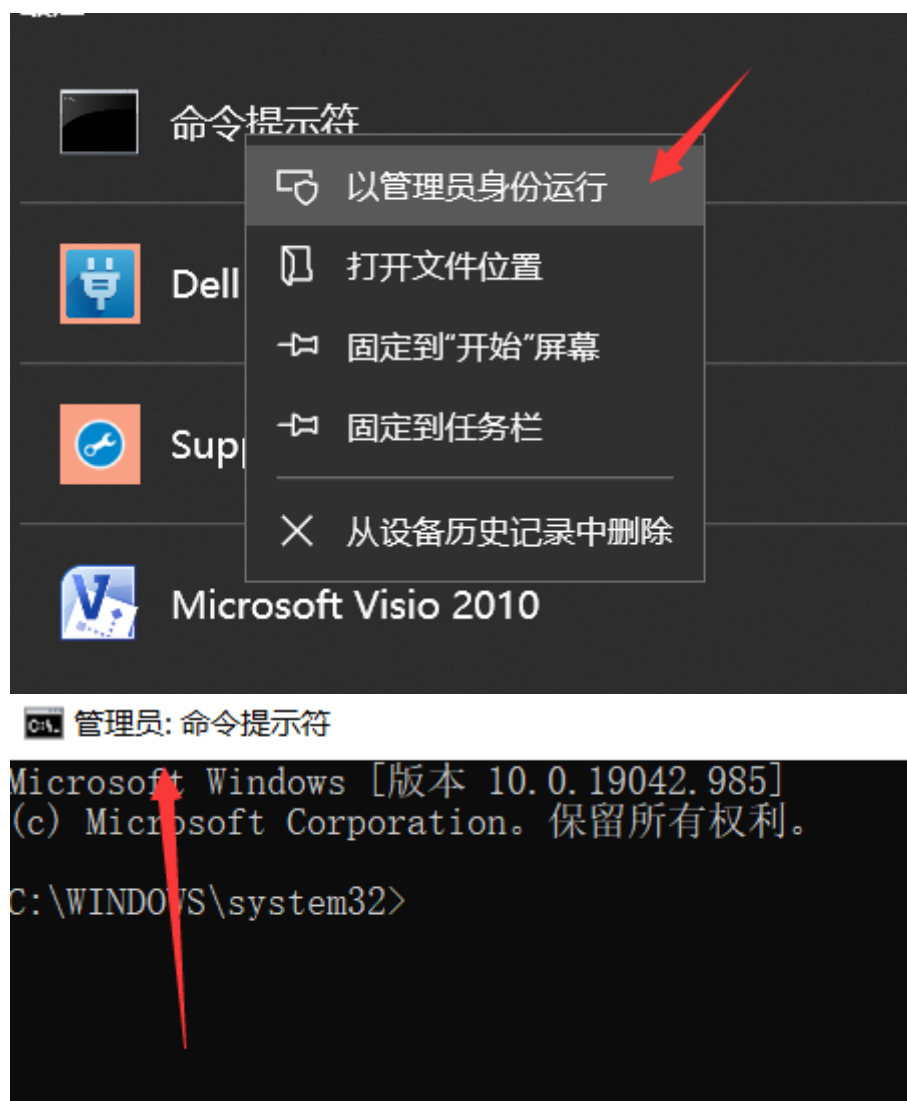 命令提示符
以管理员身份运行
Dell
打开文件位置
固定到“开始”屏幕
固定到任务栏
从设备历史记录中删除
Microsoft Visio 2010
管理员: 命令提示符
Microsoft Windows [版本 10.0.19042.985]
(c) Microsoft Corporation。保留所有权利。
C:\WINDOWS\system32>